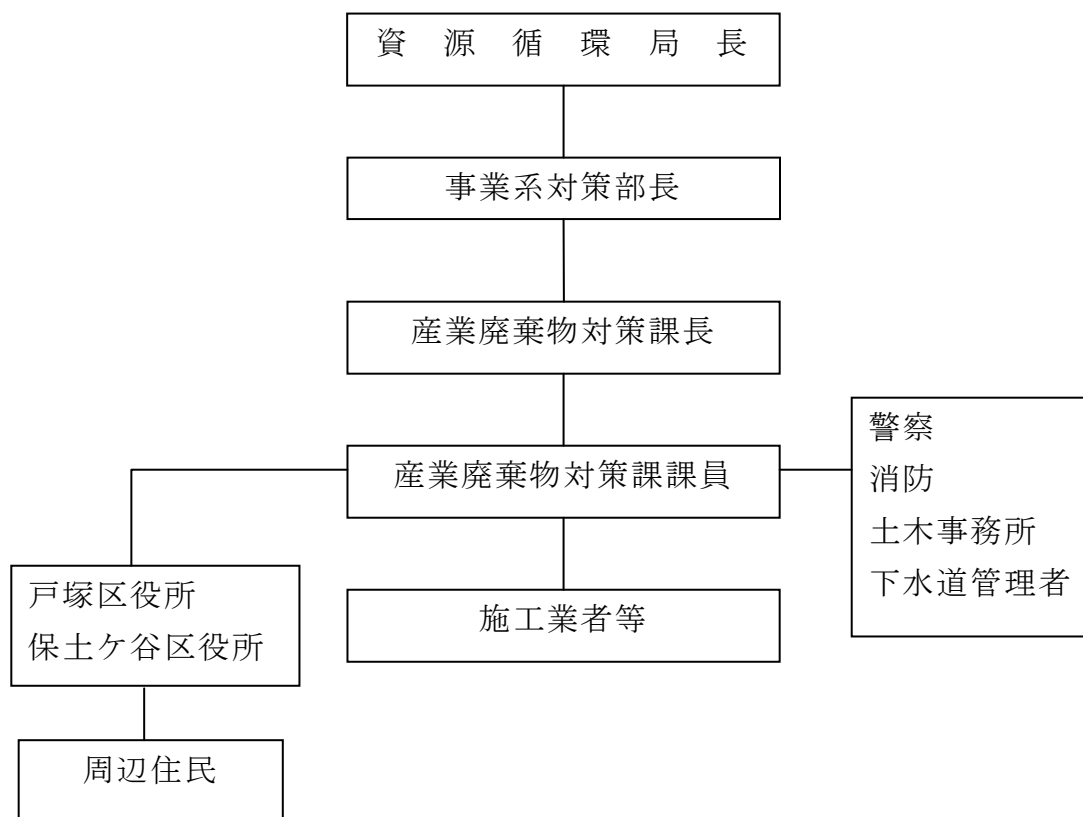 資源循環局長
事業系対策部長
産業廃棄物対策課長
産業廃棄物対策課課員
警察
消防
土木事務所
下水道管理者
戸塚区役所
保土ケ谷区役所
施工業者等
周辺住民